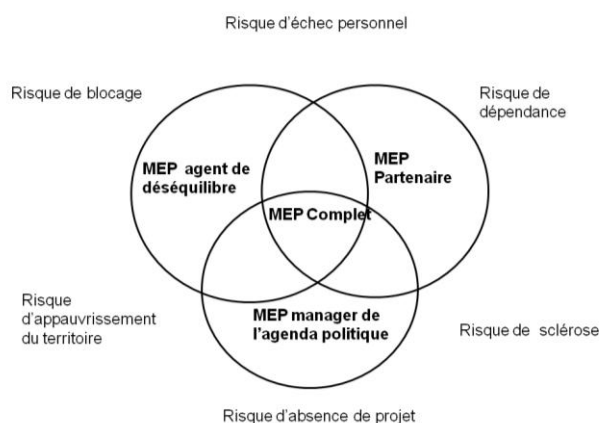 Risque d'échec personnel
Risque de blocage
Risque de
dépendance
MEP agent de
déséquilibre
MEP
Partenaire
MEP Complet
Risque
d'appauvrissement
du territoire
MEP manager de
l'agenda politique
Risque de sclérose
Risque d'absence de projet